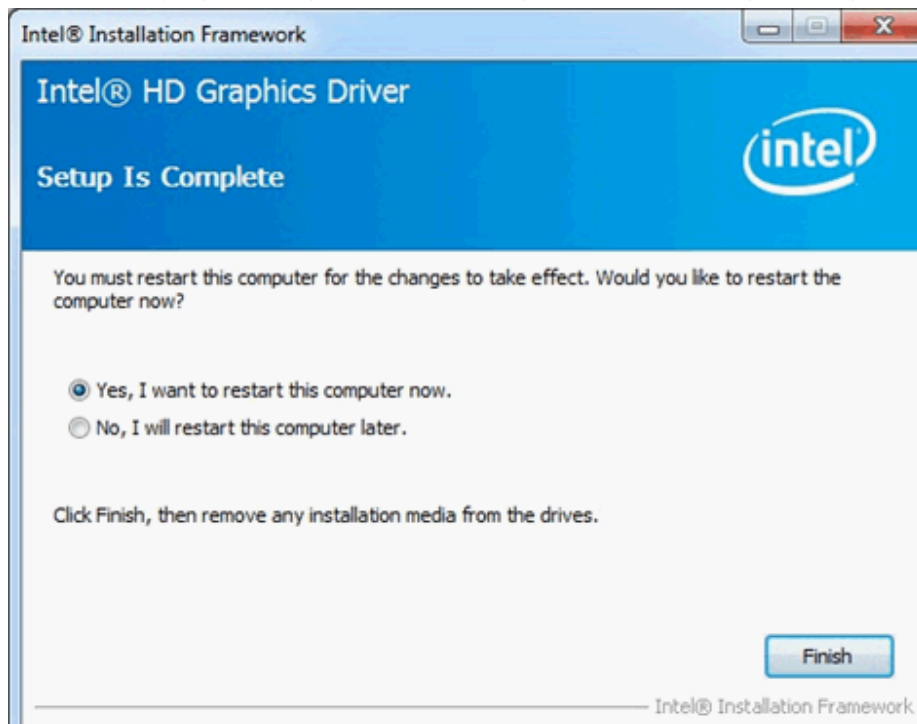 Intel® Installation Framework
Intel® HD Graphics Driver
intel
Setup Is Complete
You must restart this computer for the changes to take effect. Would you like to restart the
computer now?
Yes, I want to restart this computer now.
No, I will restart this computer later.
Click Finish, then remove any installation media from the drives.
Finish
Intel® Installation Framework